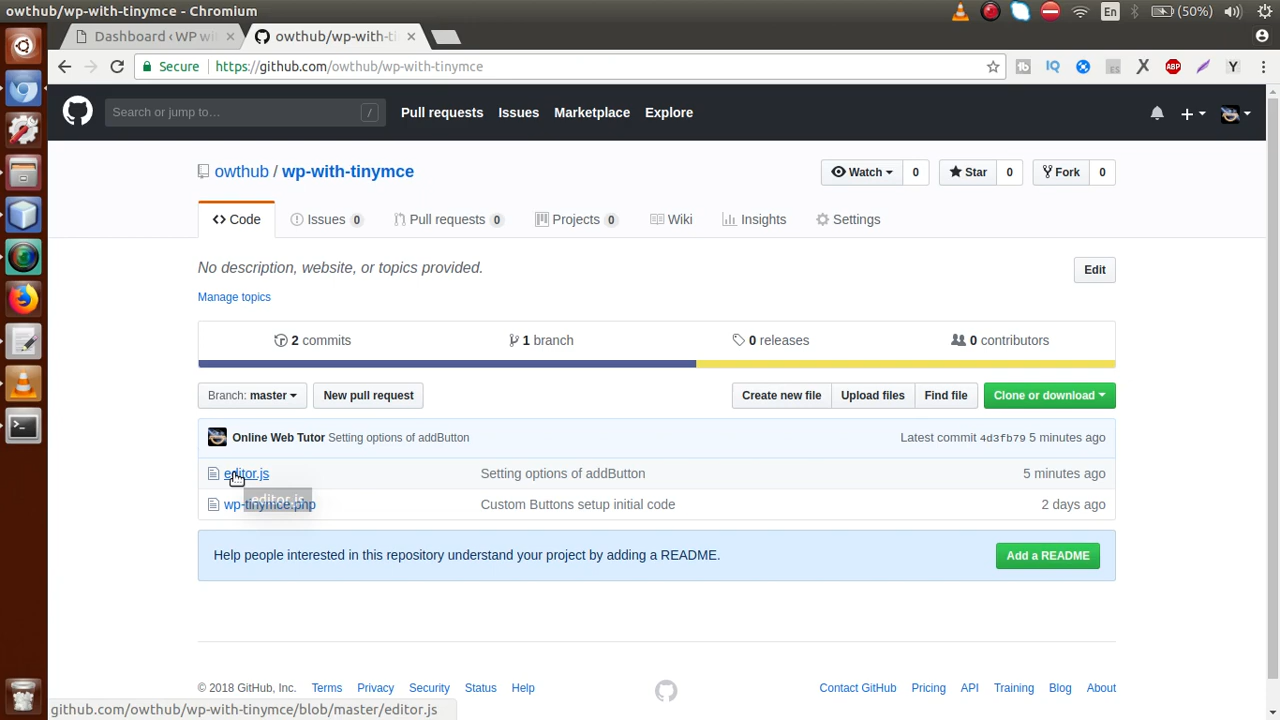 owthub/wp-with-tinymce - Chromium
En
(50%)
Dashboard ‹ WP wi
owthub/wp-with-ti
Secure
https://github.com/owthub/wp-with-tinymce
Search or jump to…
/
Pull requests
Issues
Marketplace
Explore
owthub / wp-with-tinymce
Watch
0
Star
0
Fork
0
Code
Issues 0
Pull requests 0
Projects 0
Wiki
Insights
Settings
No description, website, or topics provided.
Edit
Manage topics
2 commits
1 branch
0 releases
0 contributors
Branch: master
New pull request
Create new file
Upload files
Find file
Clone or download
Online Web Tutor Setting options of addButton
Latest commit 4d3fb79 5 minutes ago
editor.js
Setting options of addButton
5 minutes ago
editor.js
wp-tinymce.php
Custom Buttons setup initial code
2 days ago
Help people interested in this repository understand your project by adding a README.
Add a README
© 2018 GitHub, Inc.
Terms
Privacy
Security
Status
Help
Contact GitHub
Pricing
API
Training
Blog
About
github.com/owthub/wp-with-tinymce/blob/master/editor.js